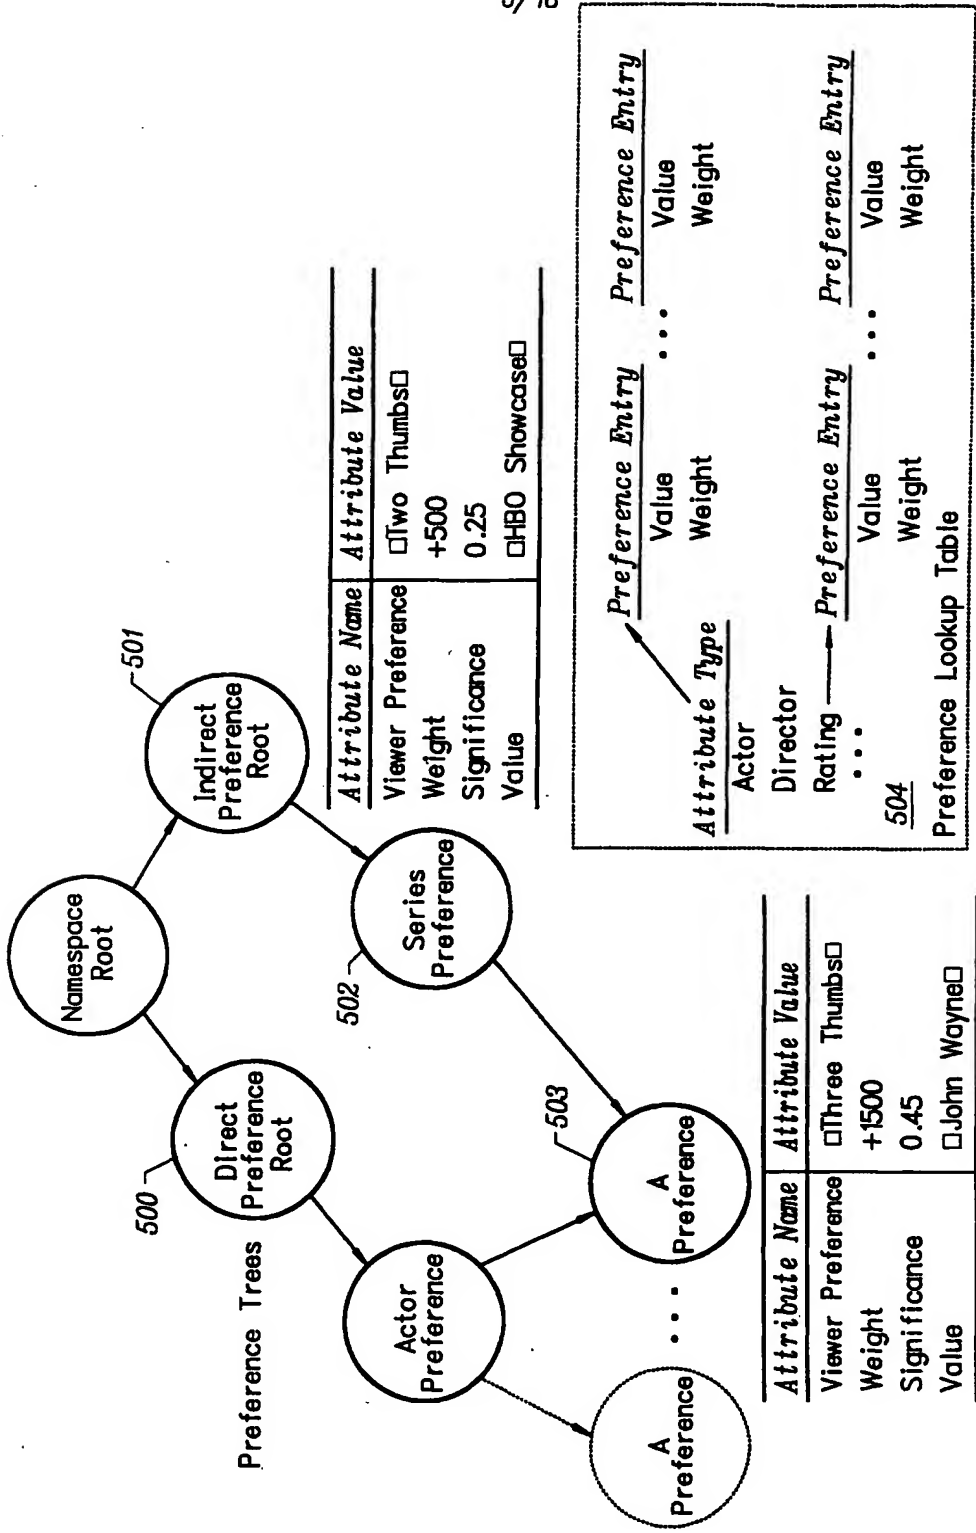 5/16
Preference Trees
Namespace
Root
500
Direct
Preference
Root
501
Indirect
Preference
Root
Actor
Preference
502
Series
Preference
A
Preference
• • •
503
A
Preference
Attribute Name Attribute Value
Viewer Preference □Two Thumbs□
Weight +500
Significance 0.25
Value □HBO Showcase□
Attribute Name Attribute Value
Viewer Preference □Three Thumbs□
Weight +1500
Significance 0.45
Value □John Wayne□
Attribute Type Preference Entry Preference Entry
Actor Value • • • Value
Weight Weight
Director
Rating Preference Entry Preference Entry
• • • Value • • • Value
Weight Weight
504
Preference Lookup Table